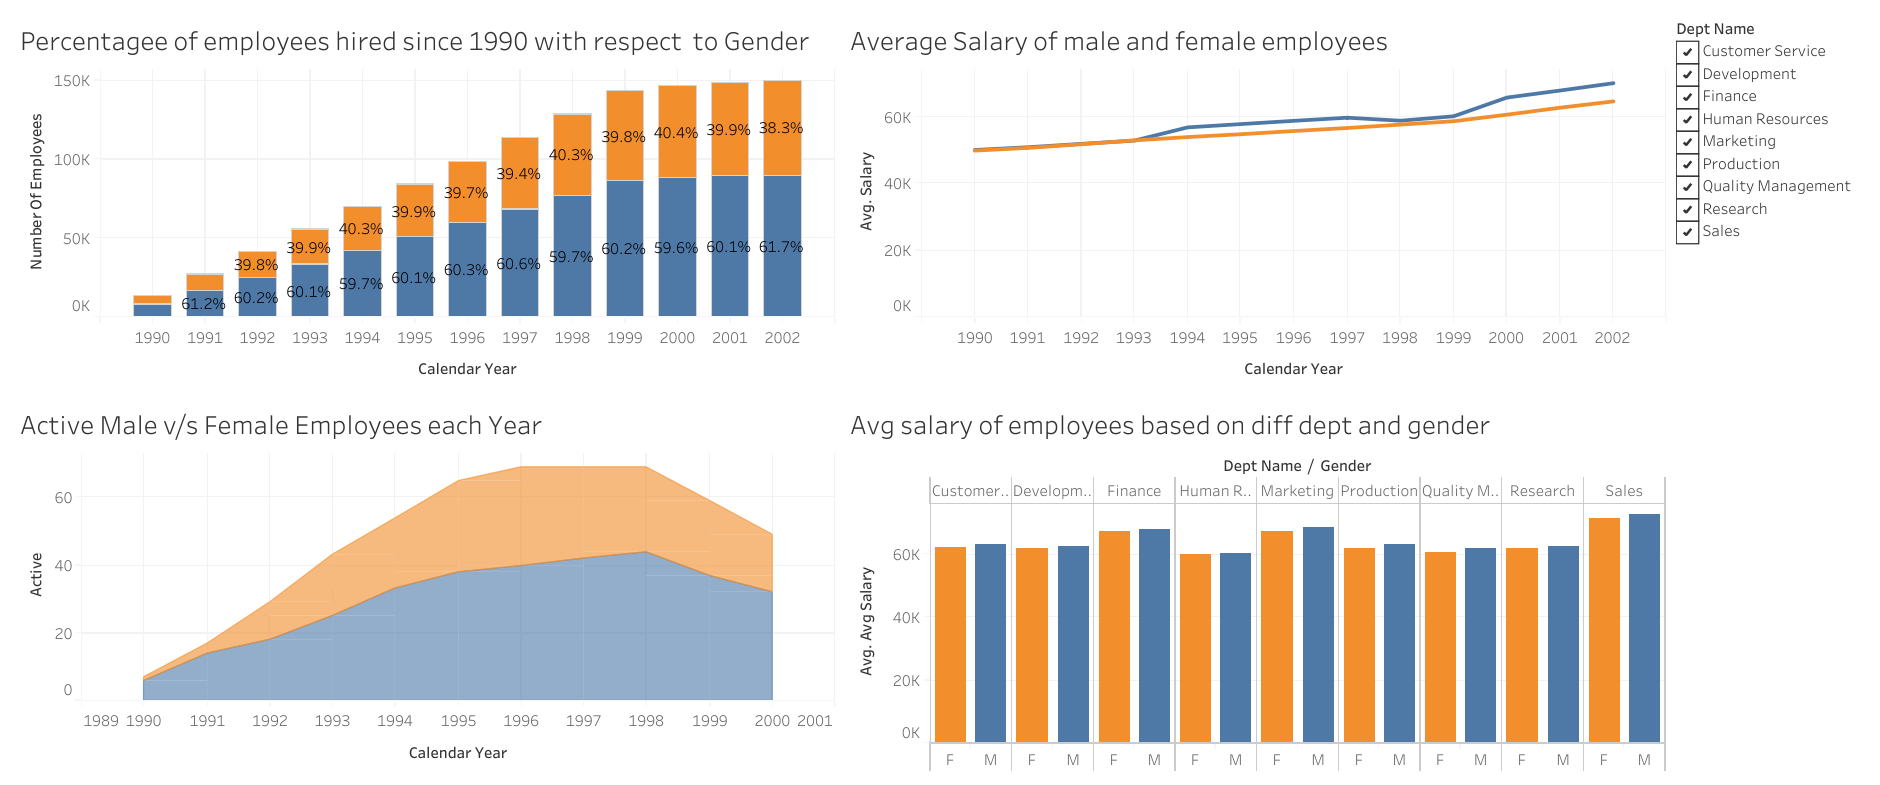 Percentagee of employees hired since 1990 with respect  to Gender
150K
100K
50K
0K
Number Of Employees
39.8%
39.9%
40.3%
39.9%
39.7%
39.4%
40.3%
39.8%
40.4%
39.9%
38.3%
61.2%
60.2%
60.1%
59.7%
60.1%
60.3%
60.6%
59.7%
60.2%
59.6%
60.1%
61.7%
1990 1991 1992 1993 1994 1995 1996 1997 1998 1999 2000 2001 2002
Calendar Year
Average Salary of male and female employees
60K
40K
20K
0K
Avg. Salary
1990 1991 1992 1993 1994 1995 1996 1997 1998 1999 2000 2001 2002
Calendar Year
Dept Name
Customer Service
Development
Finance
Human Resources
Marketing
Production
Quality Management
Research
Sales
Active Male v/s Female Employees each Year
60
40
20
0
Active
1989 1990 1991 1992 1993 1994 1995 1996 1997 1998 1999 2000 2001
Calendar Year
Avg salary of employees based on diff dept and gender
Dept Name / Gender
Customer.. Developm.. Finance Human R.. Marketing Production Quality M.. Research Sales
60K
40K
20K
0K
Avg. Avg Salary
F M F M F M F M F M F M F M F M F M